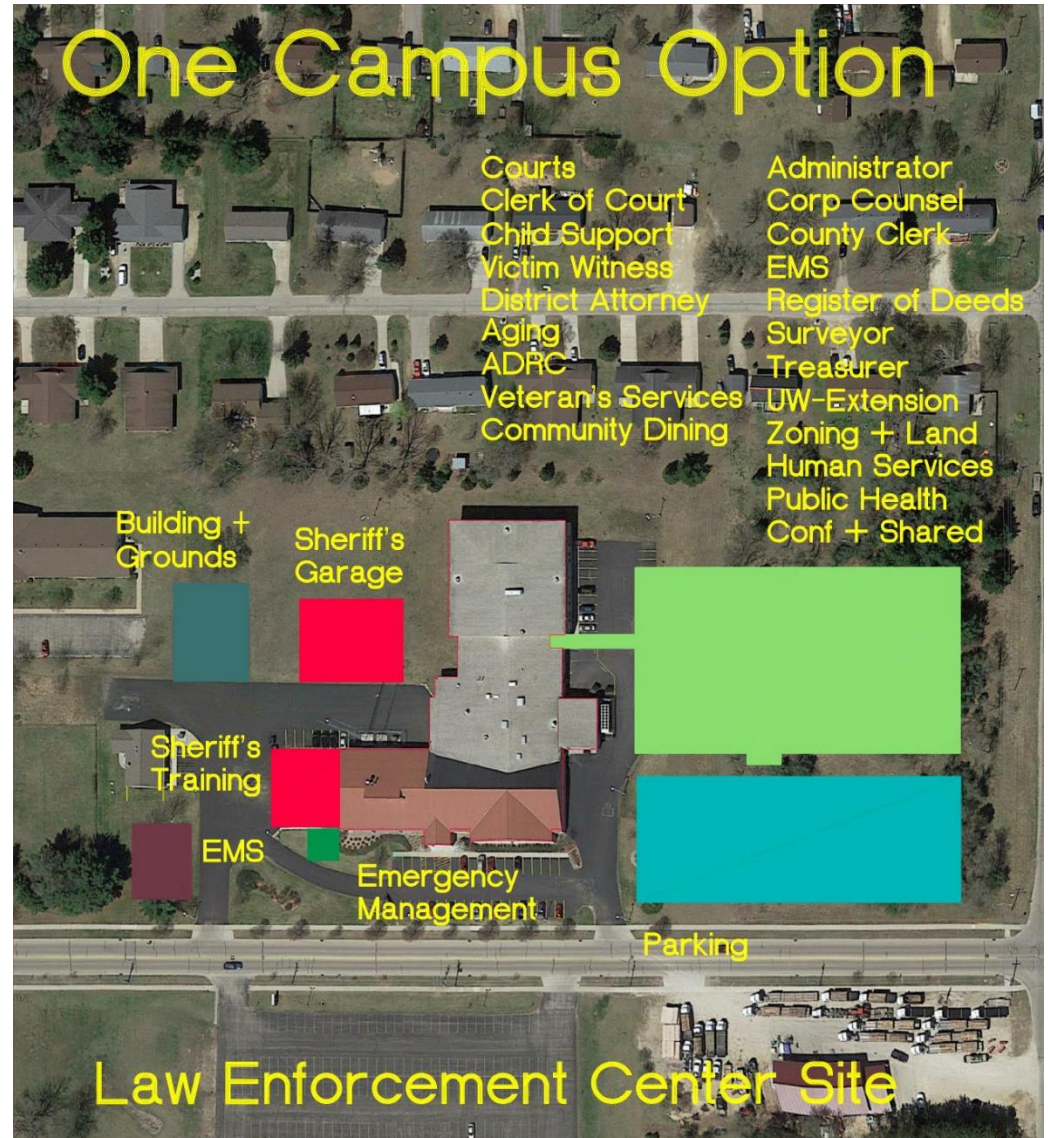 One Campus Option
Courts
Clerk of Court
Child Support
Victim Witness
District Attorney
Aging
ADRC
Veteran's Services
Community Dining
Administrator
Corp Counsel
County Clerk
EMS
Register of Deeds
Surveyor
Treasurer
UW-Extension
Zoning + Land
Human Services
Public Health
Conf + Shared
Building +
Grounds
Sheriff's
Garage
Sheriff's
Training
EMS
Emergency
Management
Parking
Law Enforcement Center Site